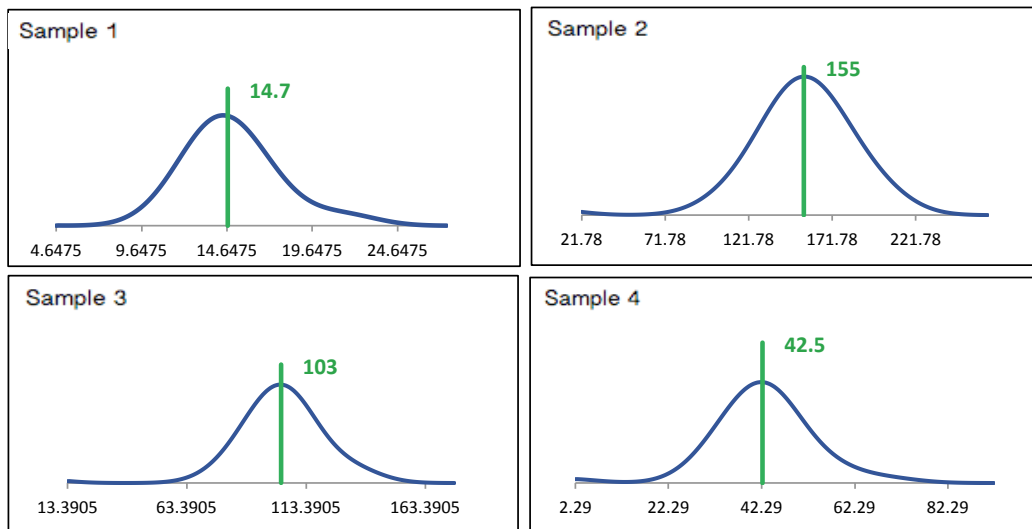 Sample 1
14.7
4.6475 9.6475 14.6475 19.6475 24.6475
Sample 2
155
21.78 71.78 121.78 171.78 221.78
Sample 3
103
13.3905 63.3905 113.3905 163.3905
Sample 4
42.5
2.29 22.29 42.29 62.29 82.29